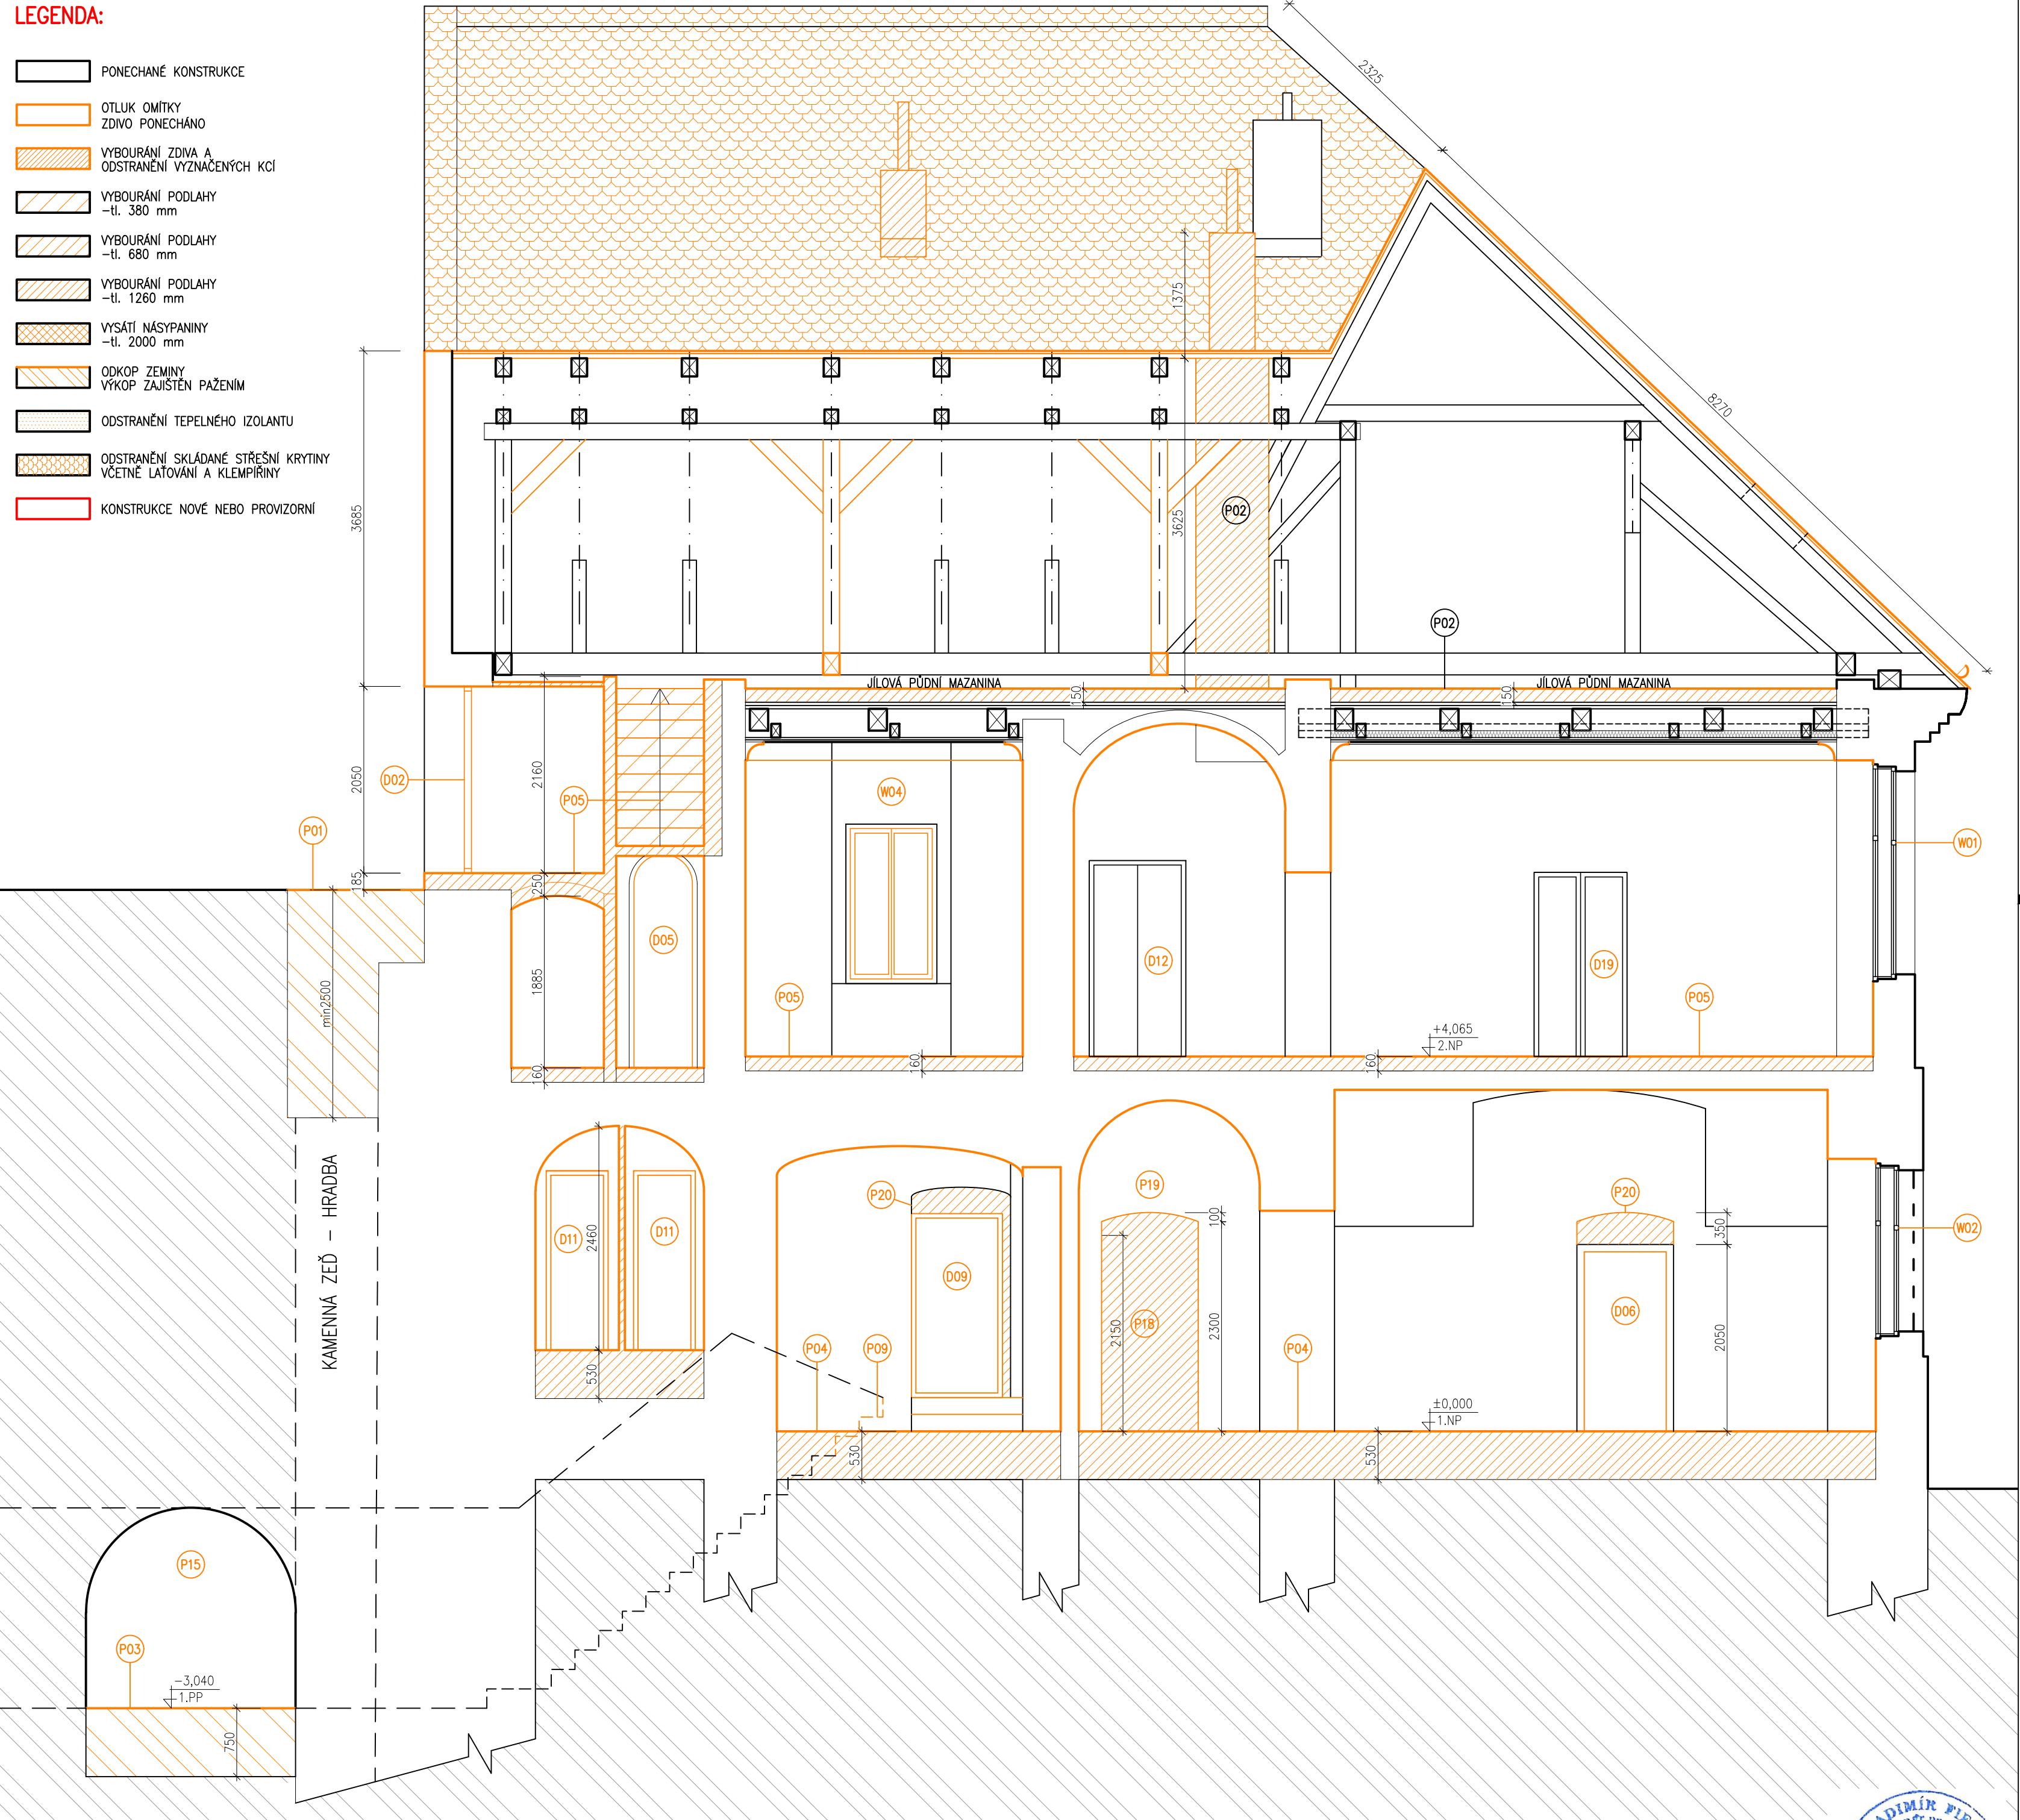 LEGENDA:
PONECHANÉ KONSTRUKCE
OTLUK OMÍTKY
ZDIVO PONECHÁNO
VYBOURÁNÍ ZDIVA A
ODSTRANĚNÍ VYZNAČENÝCH KCÍ
VYBOURÁNÍ PODLAHY
-tl. 380 mm
VYBOURÁNÍ PODLAHY
-tl. 680 mm
VYBOURÁNÍ PODLAHY
-tl. 1260 mm
VYSÁTÍ NÁSYPANINY
-tl. 2000 mm
ODKOP ZEMINY
VÝKOP ZAJIŠTĚN PAŽENÍM
ODSTRANĚNÍ TEPELNÉHO IZOLANTU
ODSTRANĚNÍ SKLÁDANÉ STŘEŠNÍ KRYTINY
VČETNĚ LAŤOVÁNÍ A KLEMPÍŘINY
KONSTRUKCE NOVÉ NEBO PROVIZORNÍ
2325
1375
8270
3685
3625
P02
P02
JÍLOVÁ PŮDNÍ MAZANINA
JÍLOVÁ PŮDNÍ MAZANINA
150
150
D02
2050
2160
P05
W04
P01
W01
185
250
D05
D12
D19
1885
min2500
P05
P05
+4,065
2.NP
160
160
160
KAMENNÁ ZEĎ - HRADBA
P19
P20
P20
100
350
W02
D11
D11
2460
D09
D06
2150
P18
2300
2050
P04
P09
P04
530
±0,000
1.NP
530
530
P15
P03
-3,040
1.PP
750